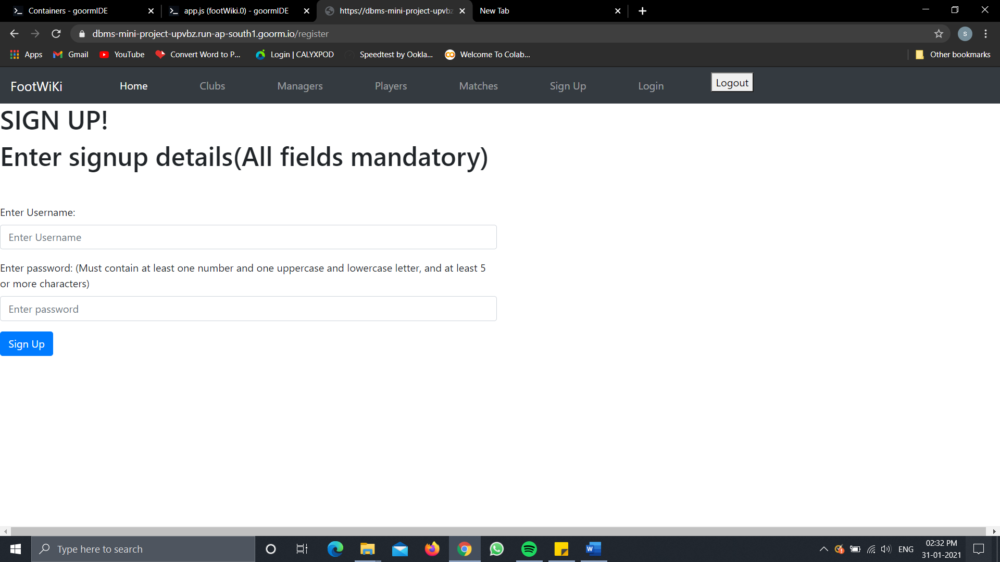 Containers - goormIDE
app.js (footWiki.0) - goormIDE
https://dbms-mini-project-upvbz
New Tab
dbms-mini-project-upvbz.run-ap-south1.goorm.io/register
s
Apps
Gmail
YouTube
Convert Word to P...
Login | CALYXPOD
Speedtest by Ookla...
Welcome To Colab...
Other bookmarks
FootWiKi
Home
Clubs
Managers
Players
Matches
Sign Up
Login
Logout
SIGN UP!
Enter signup details(All fields mandatory)
Enter Username:
Enter Username
Enter password: (Must contain at least one number and one uppercase and lowercase letter, and at least 5
or more characters)
Enter password
Sign Up
Type here to search
ENG
02:32 PM
31-01-2021